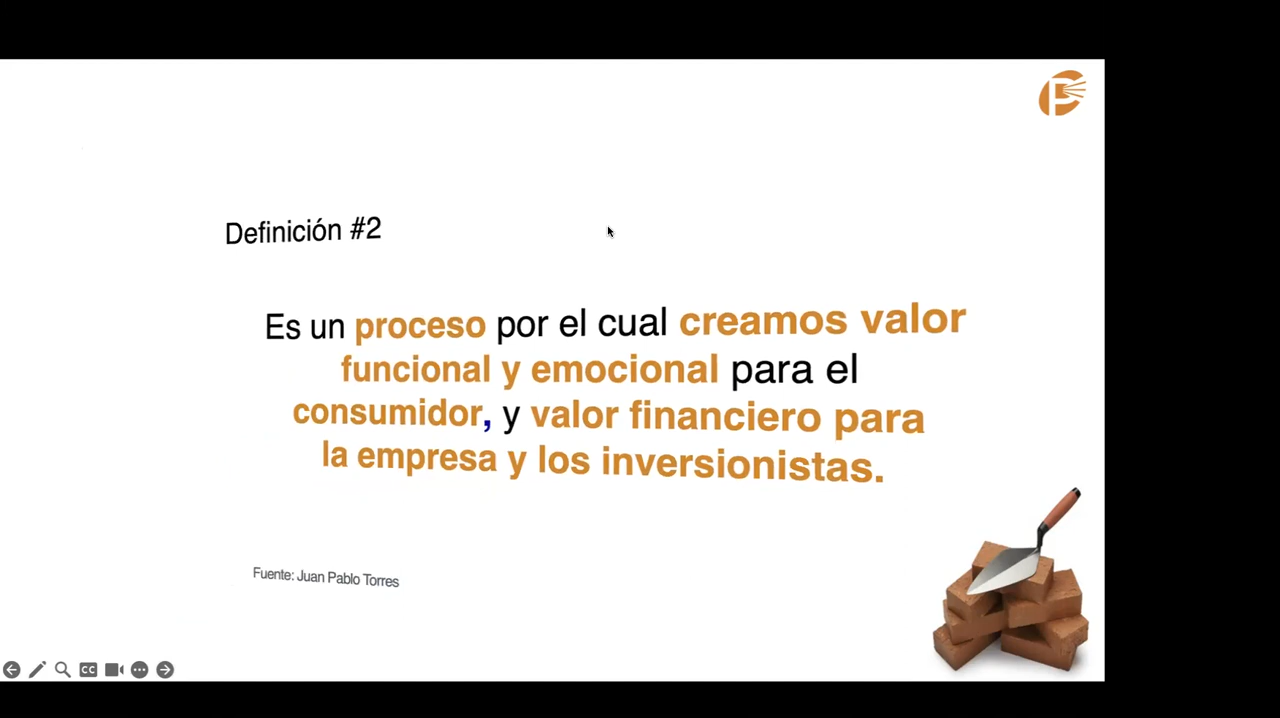 Definición #2
Es un proceso por el cual creamos valor
funcional y emocional para el
consumidor, y valor financiero para
la empresa y los inversionistas.
Fuente: Juan Pablo Torres
CC